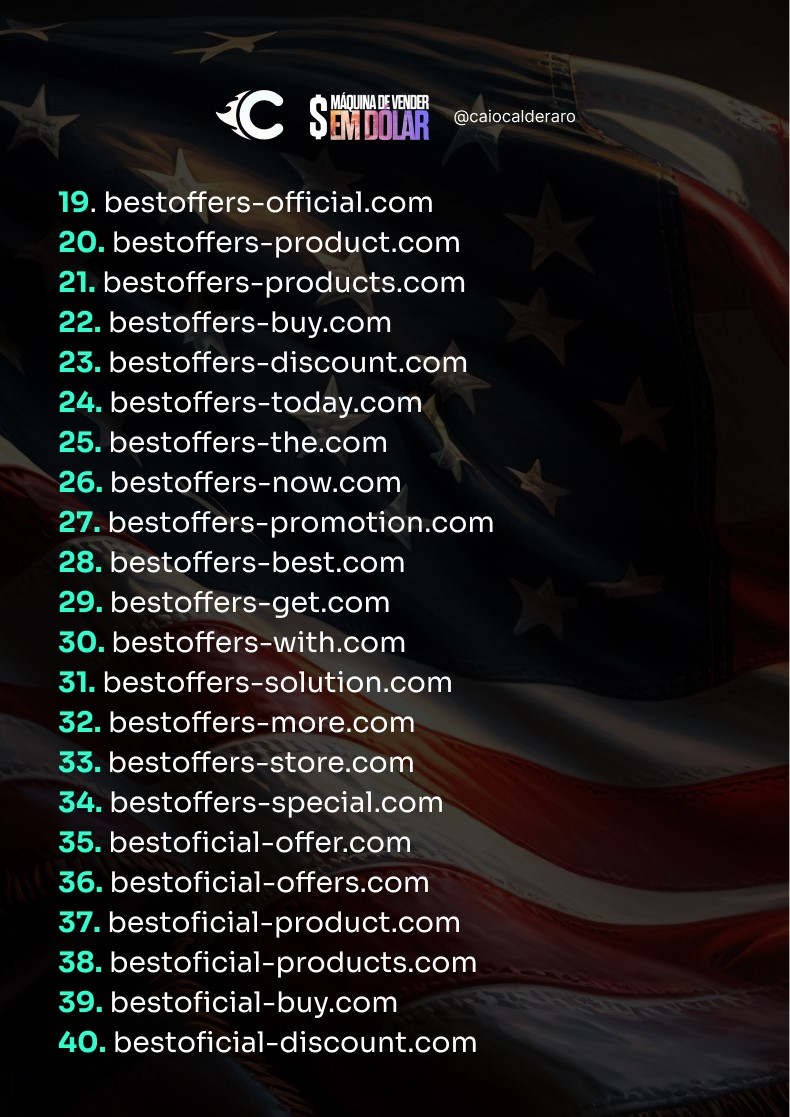 C
$ MÁQUINA DE VENDER
EM DÓLAR
@caiocalderaro
19. bestoffers-official.com
20. bestoffers-product.com
21. bestoffers-products.com
22. bestoffers-buy.com
23. bestoffers-discount.com
24. bestoffers-today.com
25. bestoffers-the.com
26. bestoffers-now.com
27. bestoffers-promotion.com
28. bestoffers-best.com
29. bestoffers-get.com
30. bestoffers-with.com
31. bestoffers-solution.com
32. bestoffers-more.com
33. bestoffers-store.com
34. bestoffers-special.com
35. bestoficial-offer.com
36. bestoficial-offers.com
37. bestoficial-product.com
38. bestoficial-products.com
39. bestoficial-buy.com
40. bestoficial-discount.com